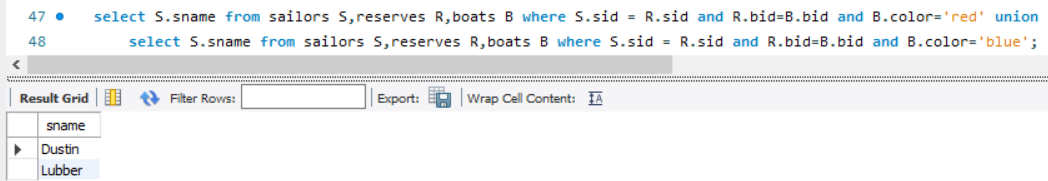 47 select S.sname from sailors S,reserves R,boats B where S.sid = R.sid and R.bid=B.bid and B.color='red' union
48 select S.sname from sailors S,reserves R,boats B where S.sid = R.sid and R.bid=B.bid and B.color='blue';
Result Grid Filter Rows: Export: Wrap Cell Content: IA
sname
Dustin
Lubber